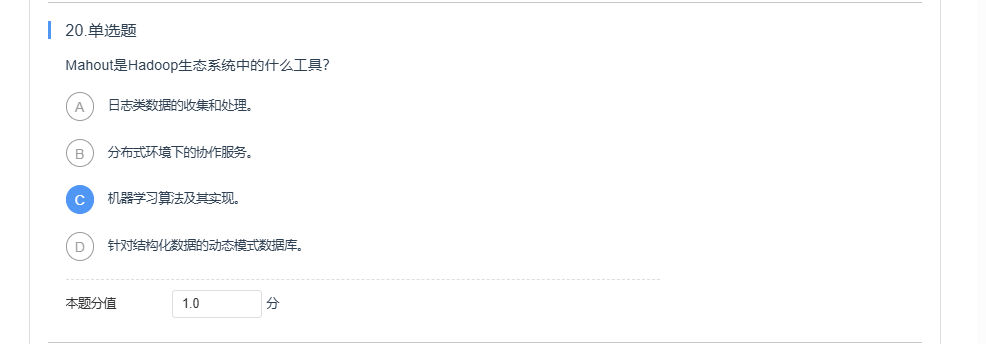 20.单选题
Mahout是Hadoop生态系统中的什么工具?
A 日志类数据的收集和处理。
B 分布式环境下的协作服务。
C 机器学习算法及其实现。
D 针对结构化数据的动态模式数据库。
本题分值 1.0 分